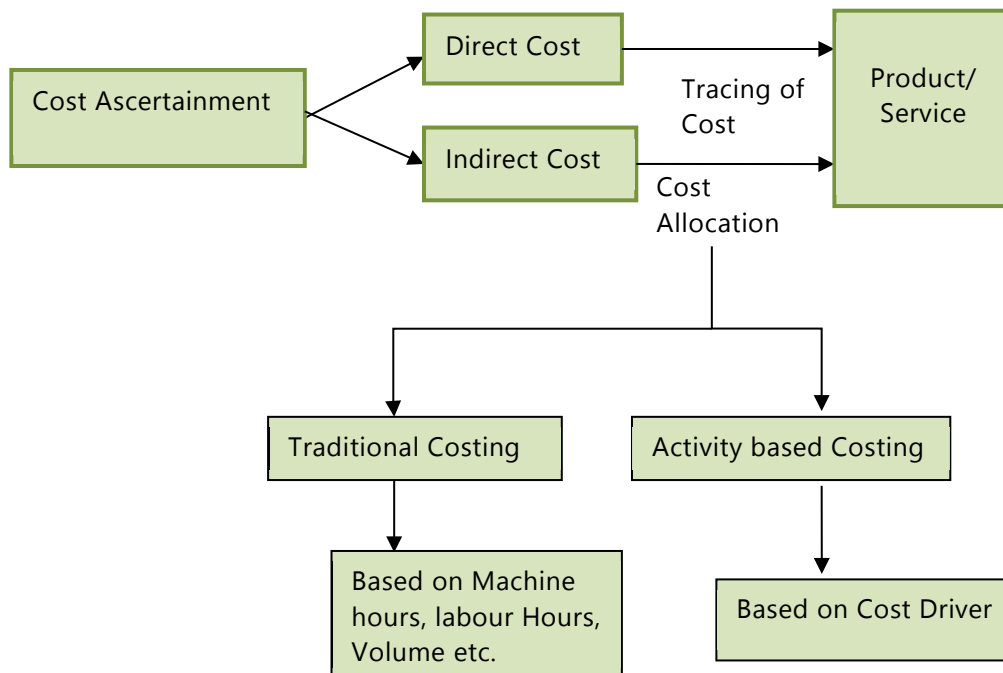 Direct Cost
Cost Ascertainment
Product/
Service
Tracing of
Cost
Indirect Cost
Cost
Allocation
Traditional Costing
Activity based Costing
Based on Machine
hours, labour Hours,
Volume etc.
Based on Cost Driver